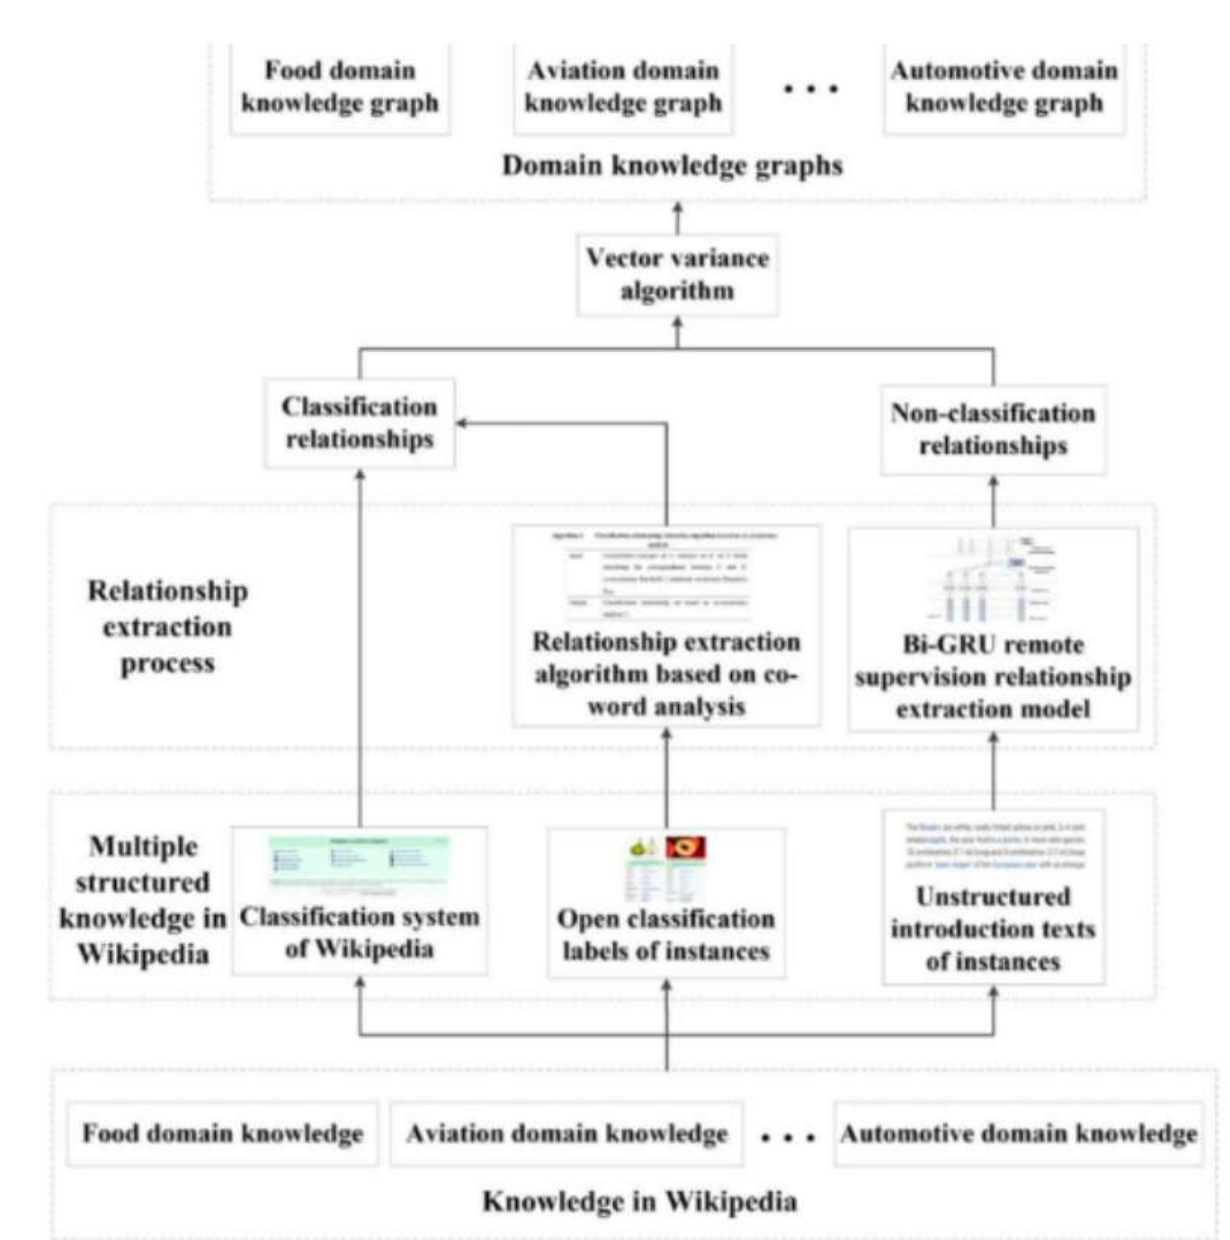 Food domain
knowledge graph
Aviation domain
knowledge graph
• • •
Automotive domain
knowledge graph
Domain knowledge graphs
Vector variance
algorithm
Classification
relationships
Non-classification
relationships
Relationship
extraction
process
Relationship extraction
algorithm based on co-
word analysis
Bi-GRU remote
supervision relationship
extraction model
Multiple
structured
knowledge in
Wikipedia
Classification system
of Wikipedia
Open classification
labels of instances
Unstructured
introduction texts
of instances
Food domain knowledge
Aviation domain knowledge
• • •
Automotive domain knowledge
Knowledge in Wikipedia